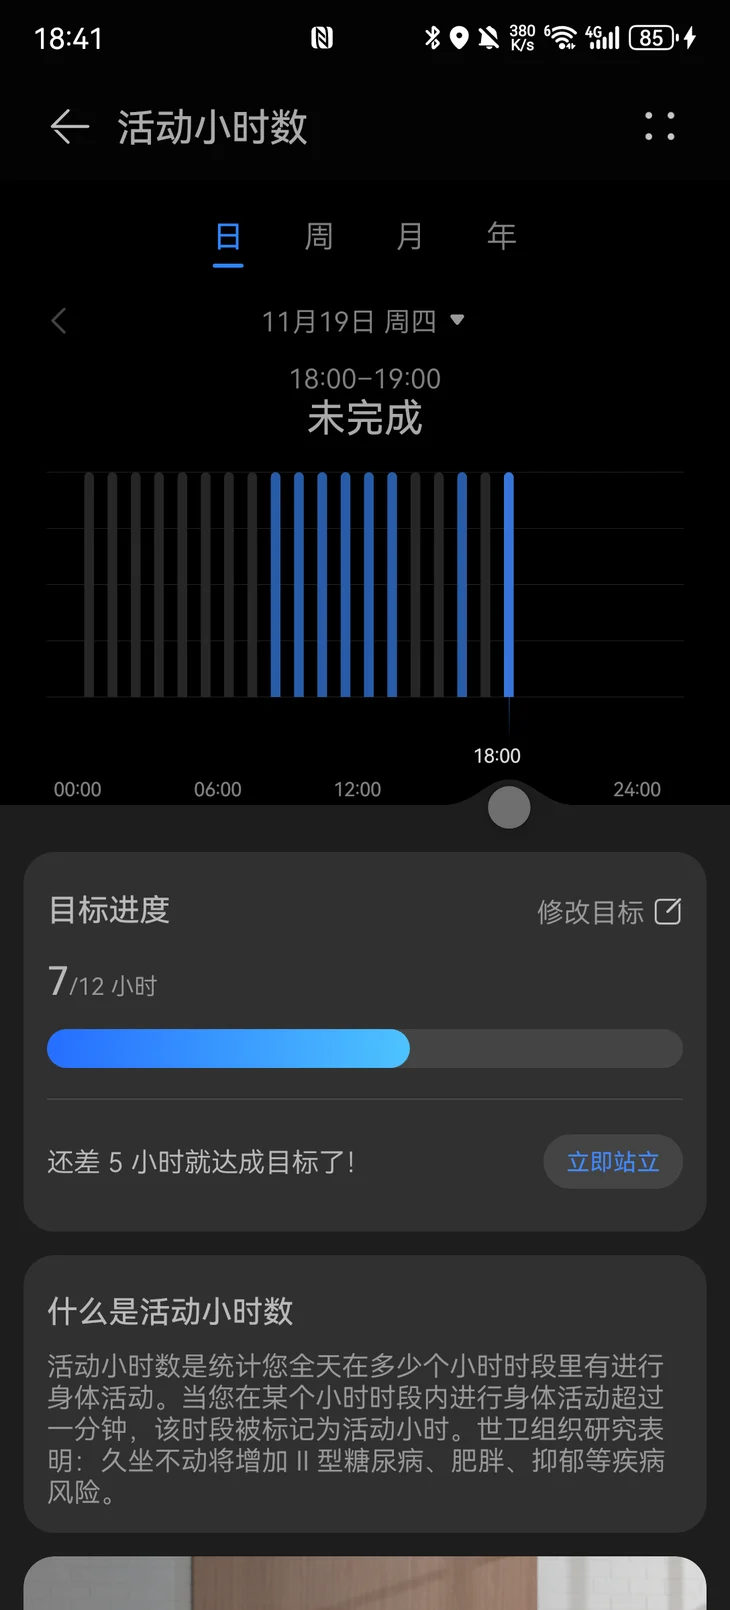 18:41
380 K/s
6
4G
85
活动小时数
日 周 月 年
11月19日 周四
18:00–19:00
未完成
18:00
00:00 06:00 12:00 24:00
目标进度
修改目标
7/12 小时
还差 5 小时就达成目标了!
立即站立
什么是活动小时数
活动小时数是统计您全天在多少个小时时段里有进行
身体活动。当您在某个小时时段内进行身体活动超过
一分钟，该时段被标记为活动小时。世卫组织研究表
明：久坐不动将增加 II 型糖尿病、肥胖、抑郁等疾病
风险。